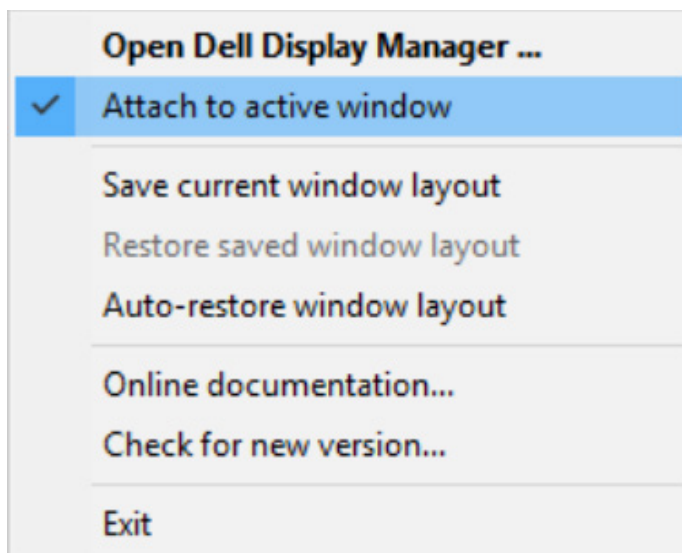 Open Dell Display Manager ...
Attach to active window
Save current window layout
Restore saved window layout
Auto-restore window layout
Online documentation...
Check for new version...
Exit